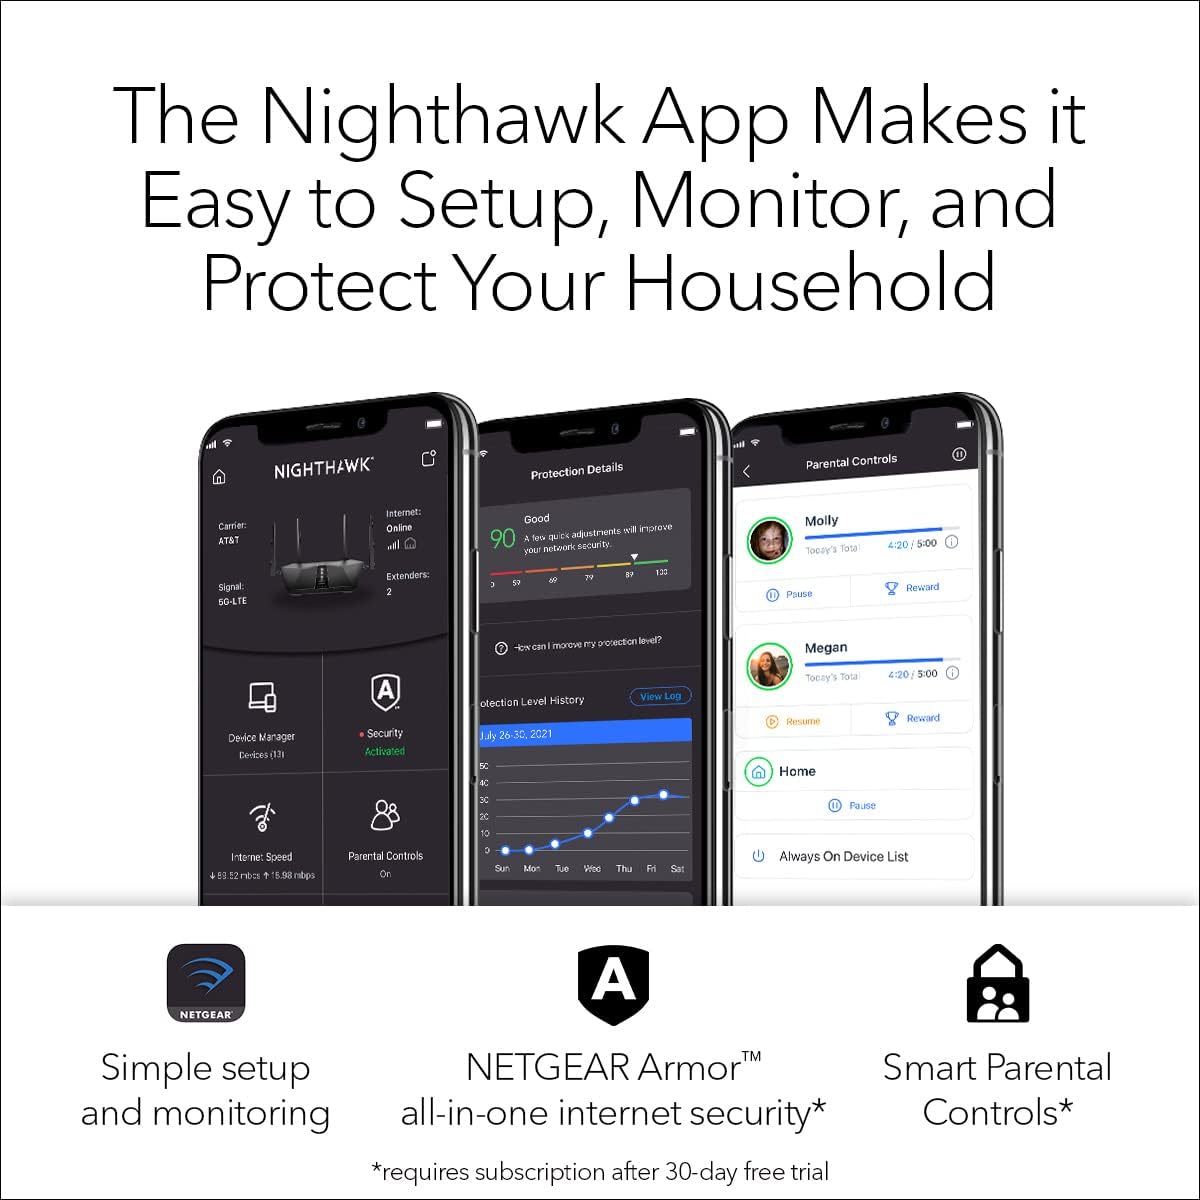 The Nighthawk App Makes it
Easy to Setup, Monitor, and
Protect Your Household
NIGHTHAWK
Carrier:
AT&T
Internet:
Online
Signal:
5G-LTE
Extenders:
2
Device Manager
Devices (13)
Security
Activated
Internet Speed
89.52 mbps 15.98 mbps
Parental Controls
On
Protection Details
90
Good
A few quick adjustments will improve
your network security.
0 59 69 79 89 100
How can I improve my protection level?
otection Level History
View Log
July 26-30, 2021
50
40
30
20
10
0
Sun Mon Tue Wed Thu Fri Sat
Parental Controls
Molly
Today's Total 4:20 / 5:00
Pause Reward
Megan
Today's Total 4:20 / 5:00
Resume Reward
Home
Pause
Always On Device List
NETGEAR
Simple setup
and monitoring
A
NETGEAR Armor™
all-in-one internet security*
Smart Parental
Controls*
*requires subscription after 30-day free trial